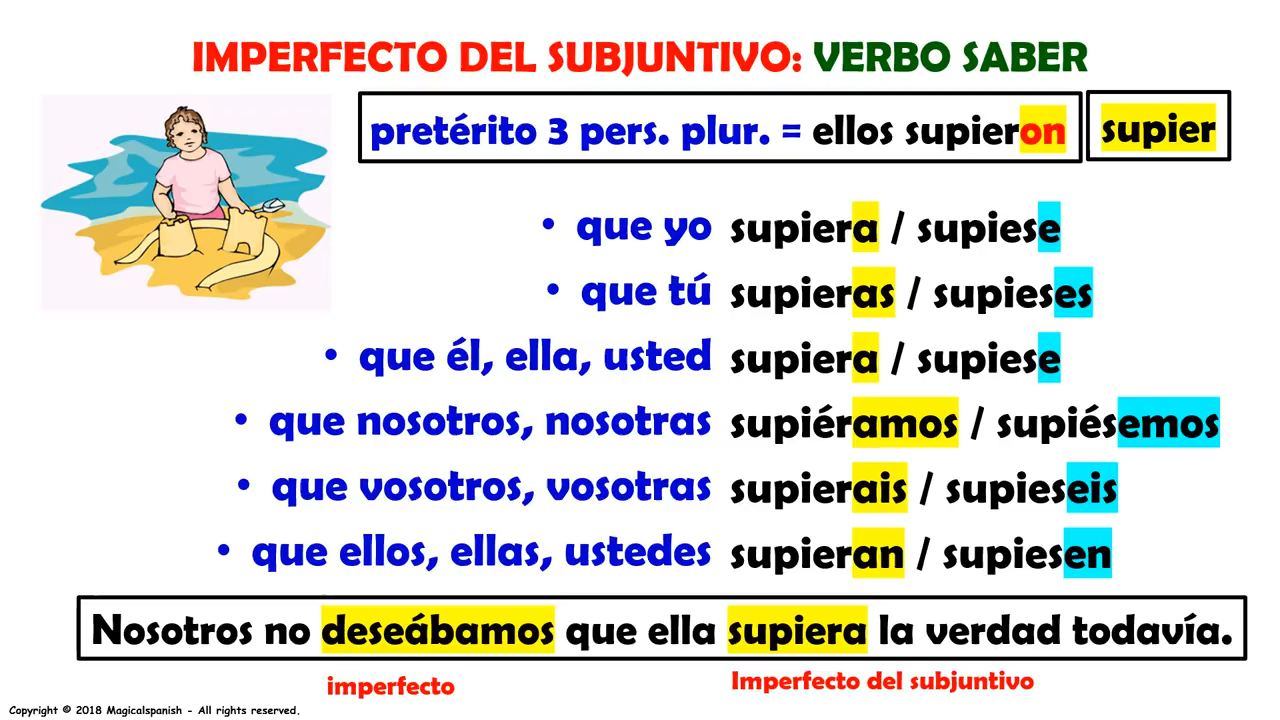 IMPERFECTO DEL SUBJUNTIVO: VERBO SABER
pretérito 3 pers. plur. = ellos supieron supier
• que yo supiera / supiese
• que tú supieras / supieses
• que él, ella, usted supiera / supiese
• que nosotros, nosotras supiéramos / supiésemos
• que vosotros, vosotras supierais / supieseis
• que ellos, ellas, ustedes supieran / supiesen
Nosotros no deseábamos que ella supiera la verdad todavía.
imperfecto Imperfecto del subjuntivo
Copyright © 2018 Magicalspanish - All rights reserved.